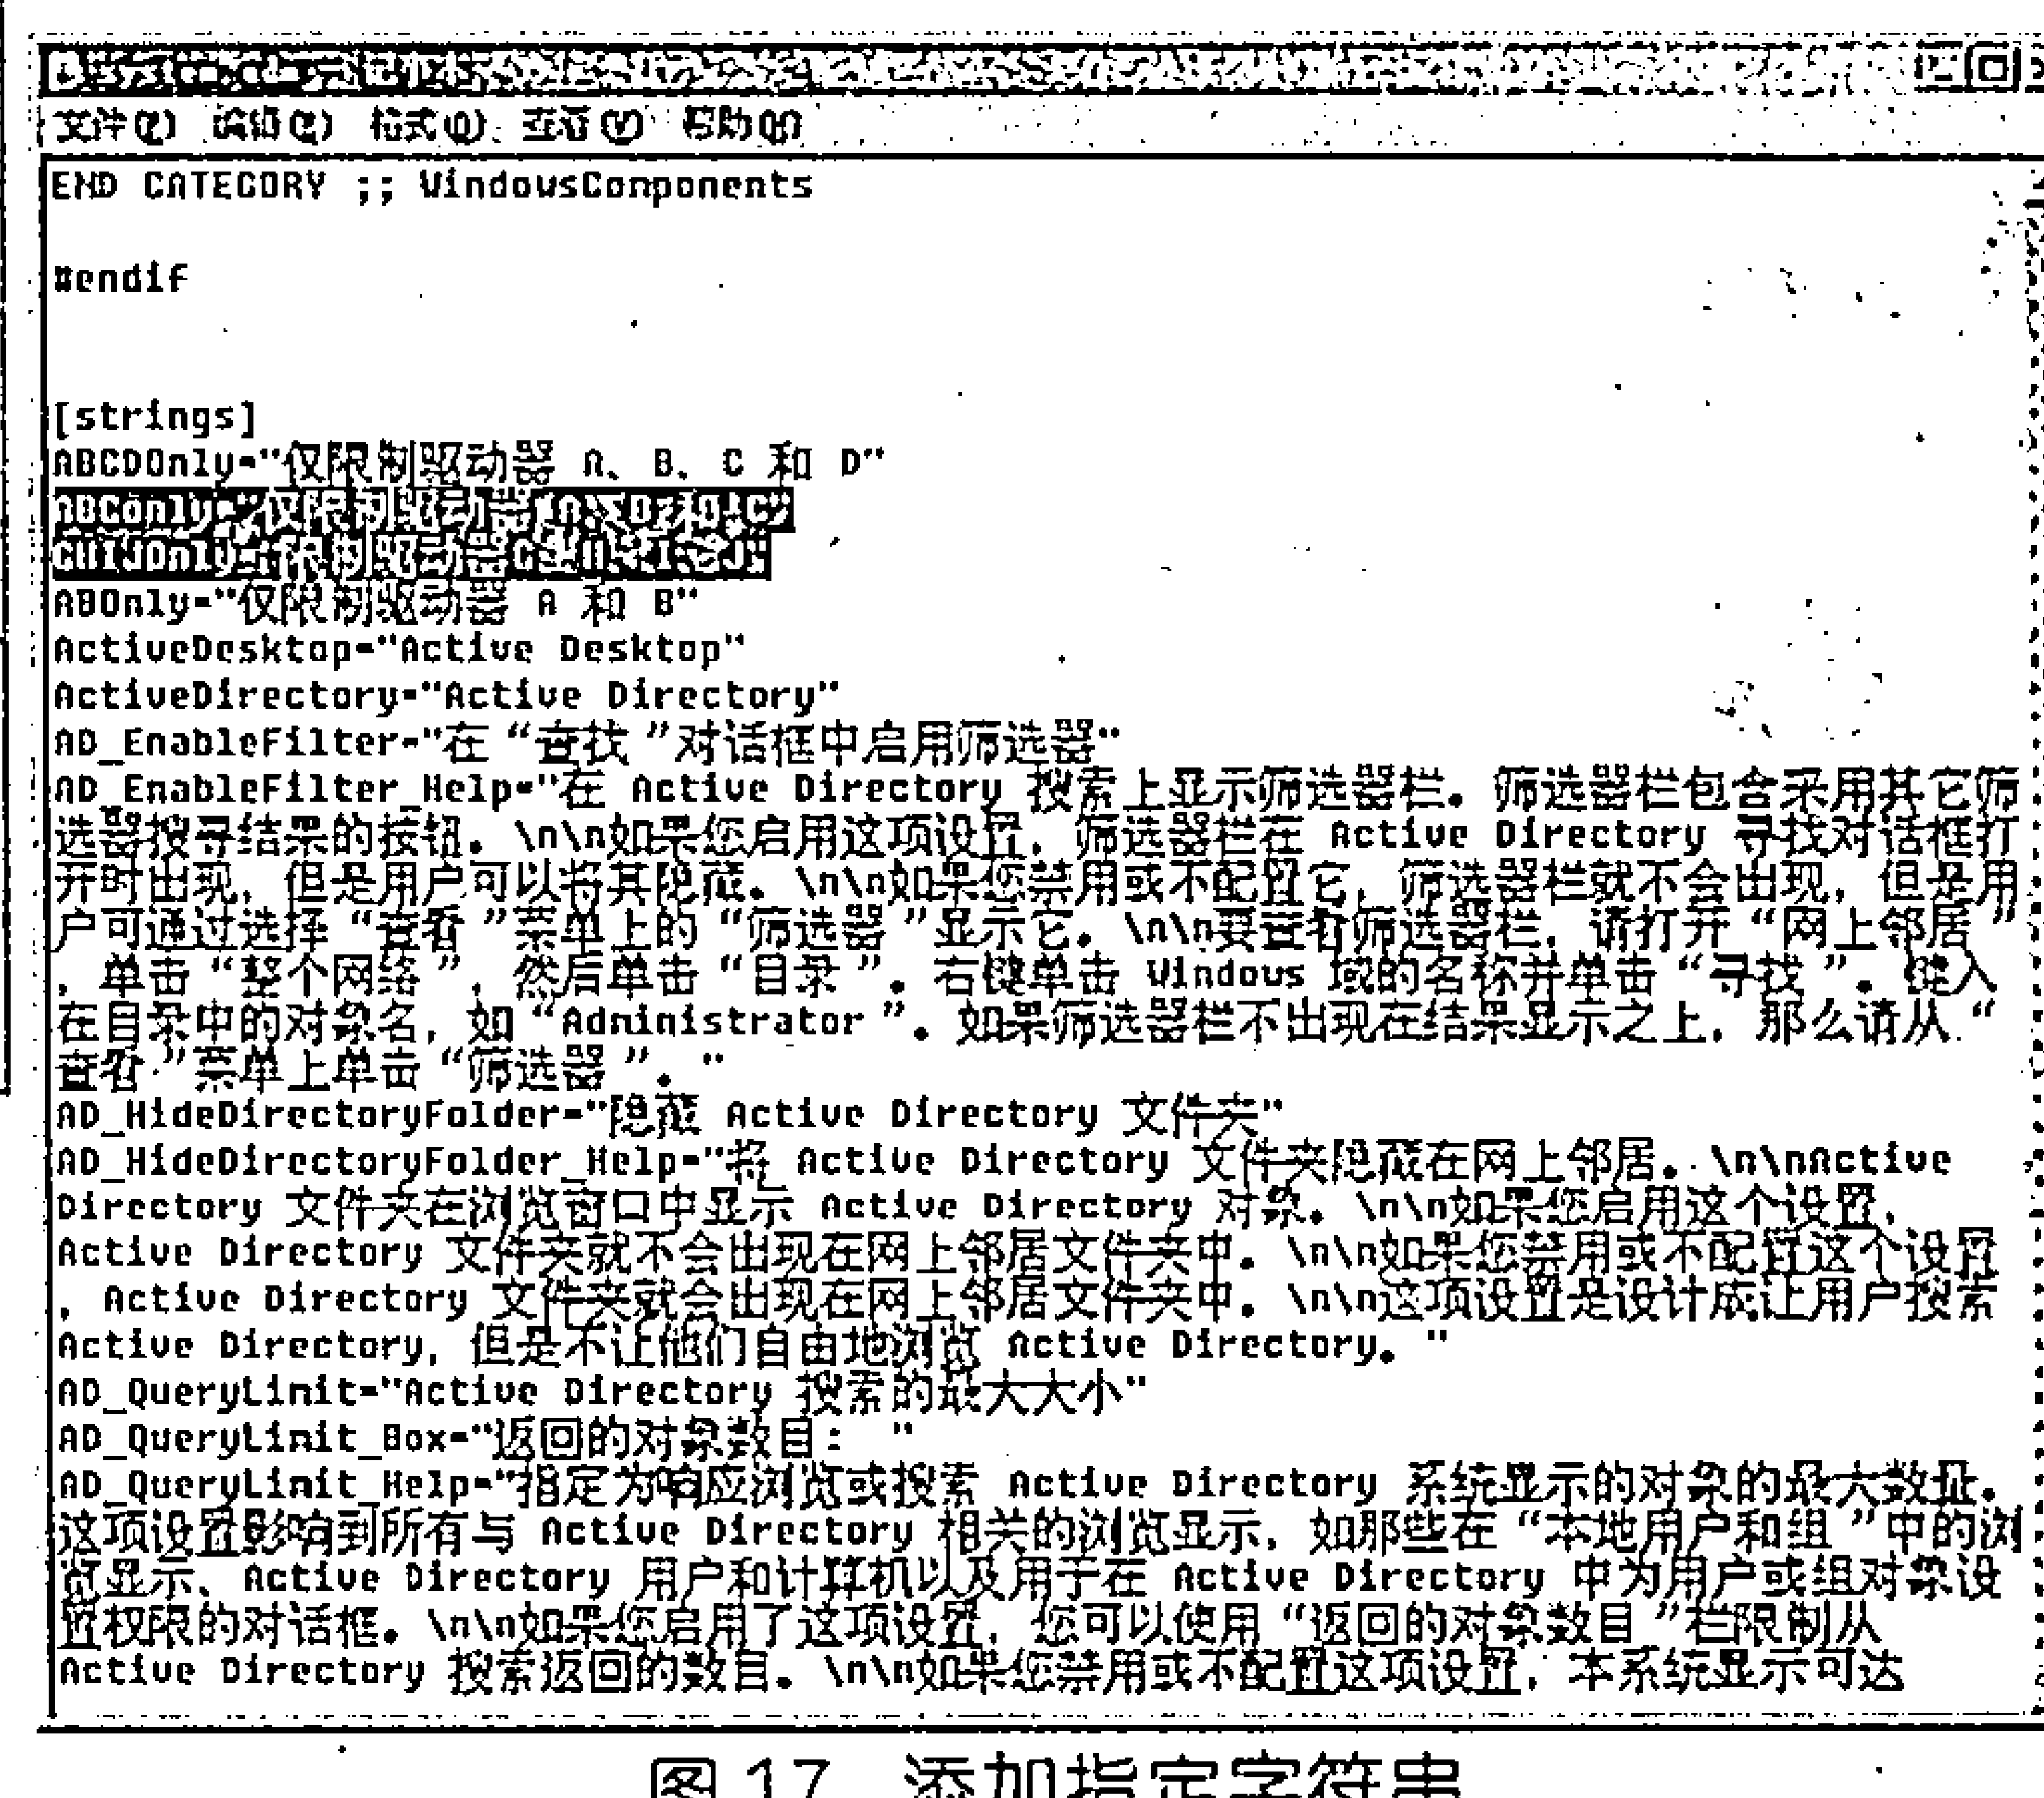 文件(F) 编辑(E) 格式(O) 查看(V) 帮助(H)
END CATEGORY ;; WindowsComponents
#endif
[strings]
ABCDOnly="仅限制驱动器 A、B、C 和 D"
ABConly="仅限制驱动器 A、B 和 C"
GHIJOnly= 限制驱动器G、H、I、J"
ABOnly="仅限制驱动器 A 和 B"
ActiveDesktop="Active Desktop"
ActiveDirectory="Active Directory"
AD_EnableFilter="在“查找”对话框中启用筛选器"
AD_EnableFilter_Help="在 Active Directory 搜索上显示筛选器栏。筛选器栏包含采用其它筛
选器搜寻结果的按钮。\n\n如果您启用这项设置，筛选器栏在 Active Directory 寻找对话框打
开时出现，但是用户可以将其隐藏。\n\n如果您禁用或不配置它，筛选器栏就不会出现，但是用
户可通过选择“查看”菜单上的“筛选器”显示它。\n\n要查看筛选器栏，请打开“网上邻居”
，单击“整个网络”，然后单击“目录”。右键单击 Windows 域的名称并单击“寻找”。键入
在目录中的对象名，如“Administrator”。如果筛选器栏不出现在结果显示之上，那么请从“
查看”菜单上单击“筛选器”。"
AD_HideDirectoryFolder="隐藏 Active Directory 文件夹"
AD_HideDirectoryFolder_Help="将 Active Directory 文件夹隐藏在网上邻居。\n\nActive
Directory 文件夹在浏览窗口中显示 Active Directory 对象。\n\n如果您启用这个设置，
Active Directory 文件夹就不会出现在网上邻居文件夹中。\n\n如果您禁用或不配置这个设置
，Active Directory 文件夹就会出现在网上邻居文件夹中。\n\n这项设置是设计成让用户搜索
Active Directory，但是不让他们自由地浏览 Active Directory。"
AD_QueryLimit="Active Directory 搜索的最大大小"
AD_QueryLimit_Box="返回的对象数目： "
AD_QueryLimit_Help="指定为响应浏览或搜索 Active Directory 系统显示的对象的最大数量。
这项设置影响到所有与 Active Directory 相关的浏览显示，如那些在“本地用户和组”中的浏
览显示、Active Directory 用户和计算机以及用于在 Active Directory 中为用户或组对象设
置权限的对话框。\n\n如果您启用了这项设置，您可以使用“返回的对象数目”栏限制从
Active Directory 搜索返回的数目。\n\n如果您禁用或不配置这项设置，本系统显示可达
图 17 添加指定字符串